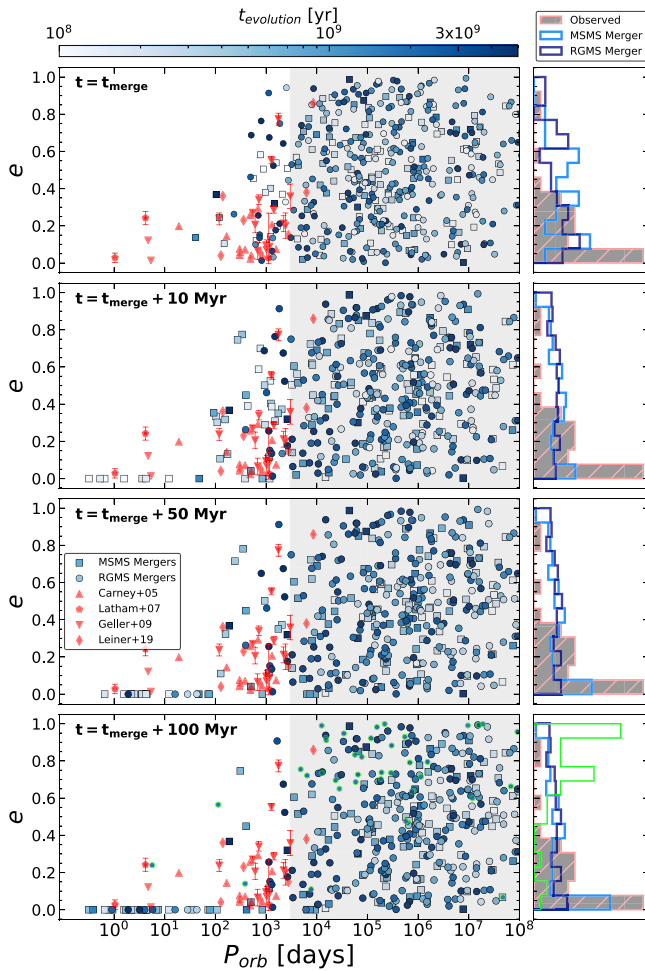 t_evolution [yr]
10^8 10^9 3x10^9
Observed
MSMS Merger
RGMS Merger
t = t_merge
1.0
0.8
0.6
0.4
0.2
0.0
e
t = t_merge + 10 Myr
1.0
0.8
0.6
0.4
0.2
0.0
e
t = t_merge + 50 Myr
1.0
0.8
0.6
0.4
0.2
0.0
e
MSMS Mergers
RGMS Mergers
Carney+05
Latham+07
Geller+09
Leiner+19
t = t_merge + 100 Myr
1.0
0.8
0.6
0.4
0.2
0.0
e
10^0 10^1 10^2 10^3 10^4 10^5 10^6 10^7 10^8
P_orb [days]